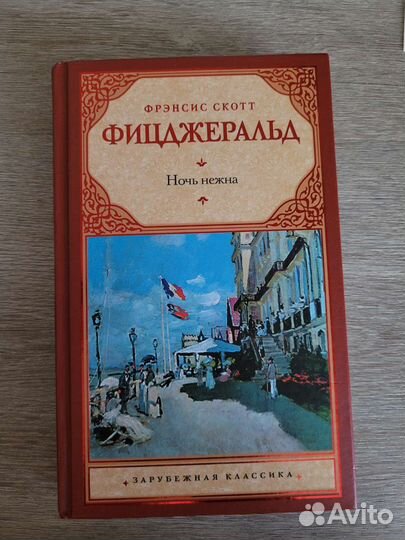 ФРЭНСИС СКОТТ
ФИЦДЖЕРАЛЬД
Ночь нежна
ЗАРУБЕЖНАЯ КЛАССИКА
Avito